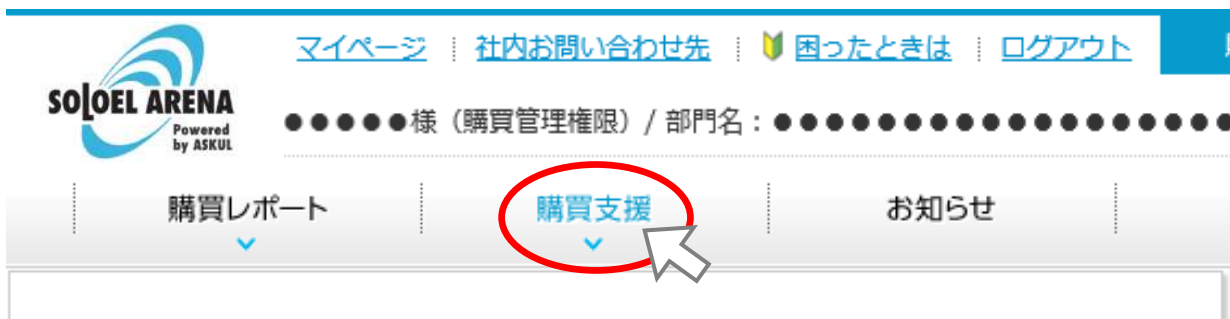 マイページ 社内お問い合わせ先 困ったときは ログアウト
SOLOEL ARENA
Powered
by ASKUL
●●●●●様（購買管理権限）/ 部門名：●●●●●●●●●●●●●●●●●●
購買レポート 購買支援 お知らせ